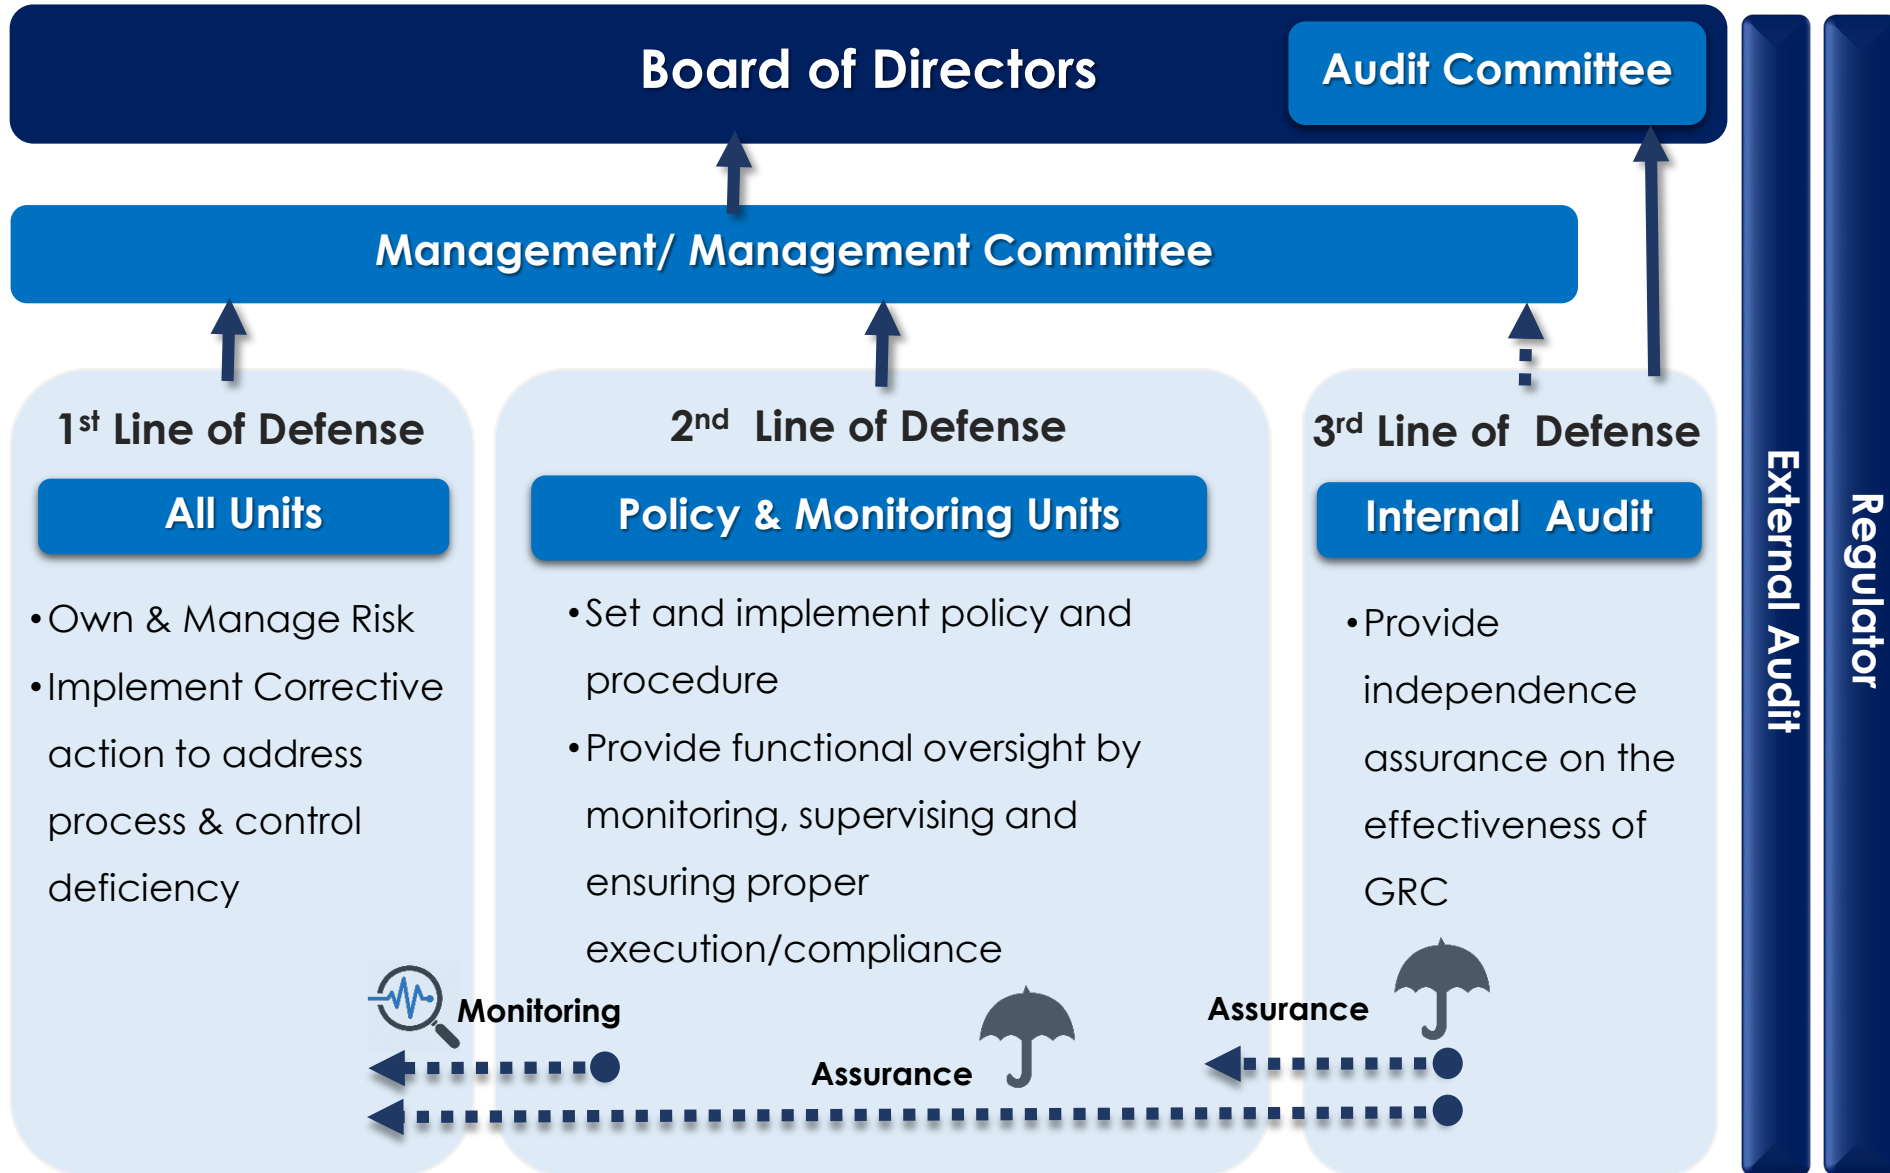 Board of Directors
Audit Committee
Management/ Management Committee
1st Line of Defense
All Units
•Own & Manage Risk
•Implement Corrective
action to address
process & control
deficiency
2nd Line of Defense
Policy & Monitoring Units
•Set and implement policy and
procedure
•Provide functional oversight by
monitoring, supervising and
ensuring proper
execution/compliance
3rd Line of Defense
Internal Audit
•Provide
independence
assurance on the
effectiveness of
GRC
Monitoring
Assurance
Assurance
External Audit
Regulator